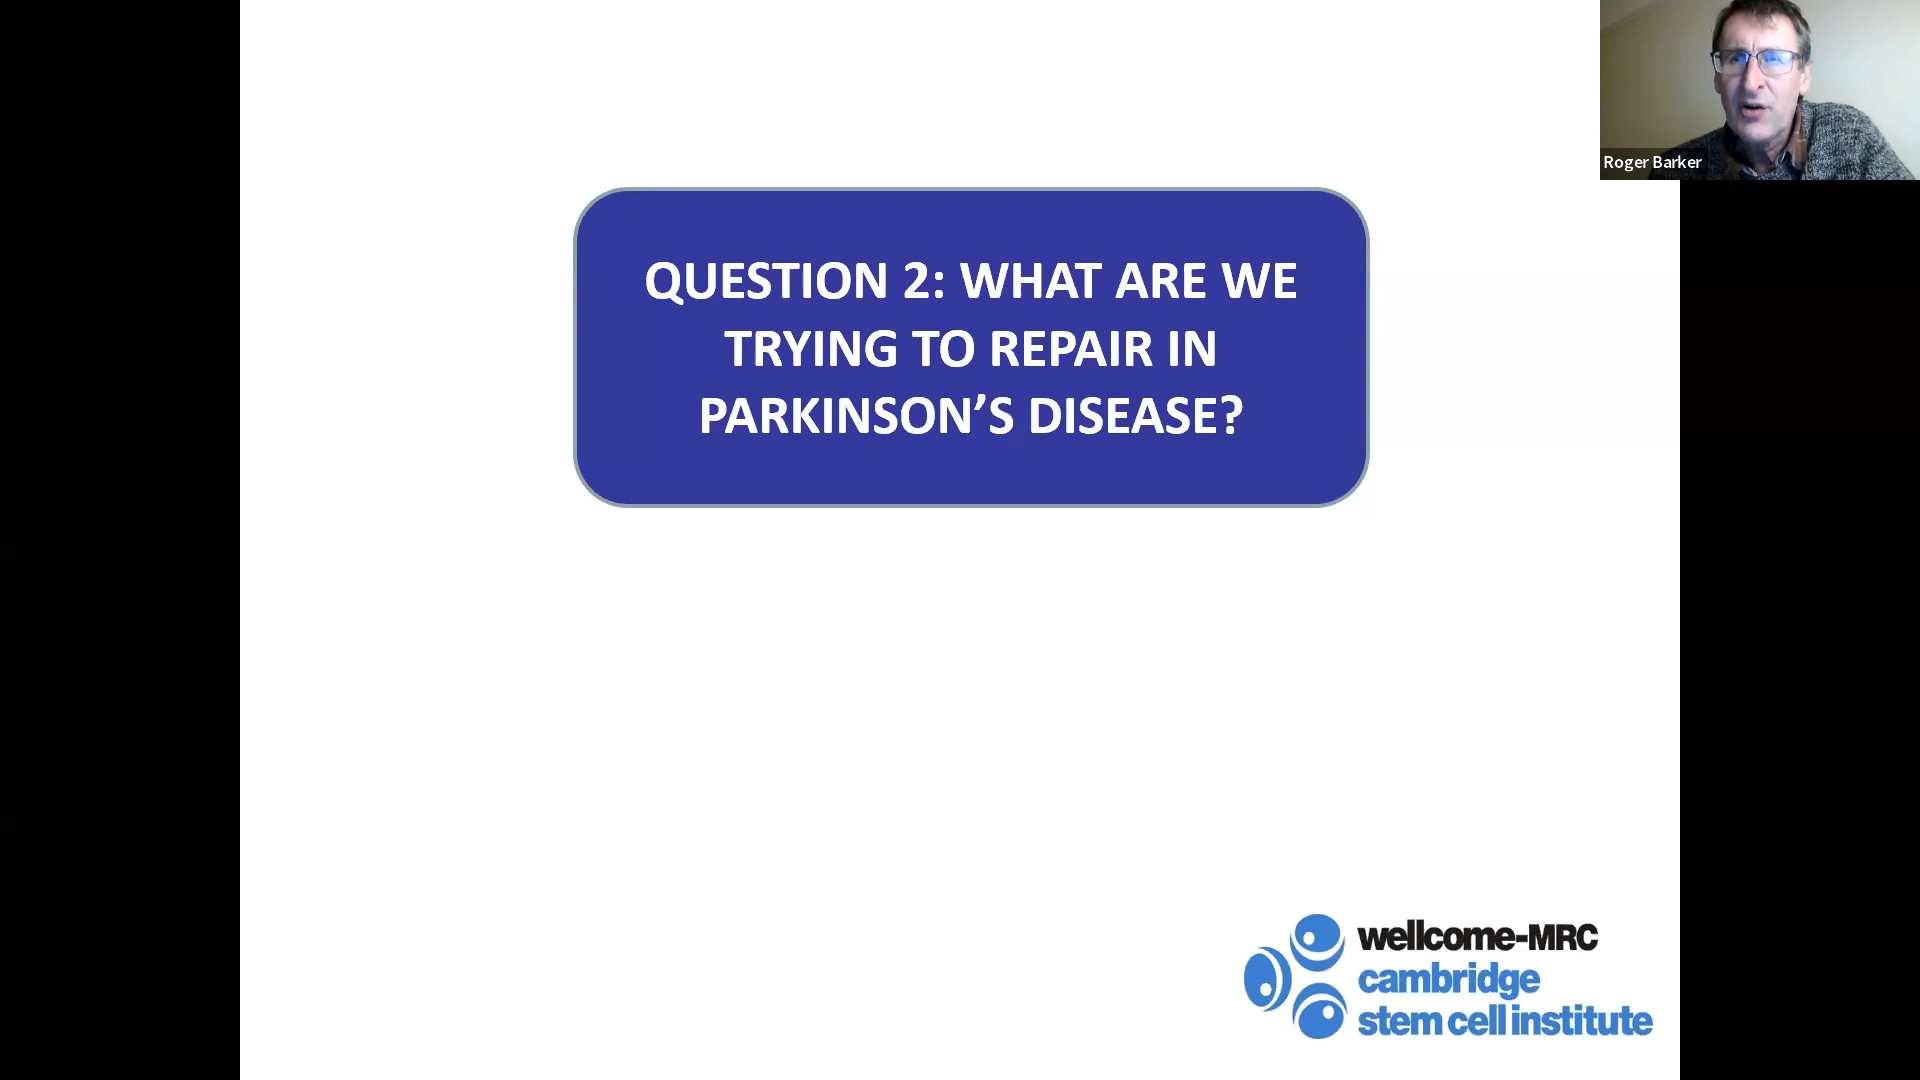 Roger Barker
QUESTION 2: WHAT ARE WE
TRYING TO REPAIR IN
PARKINSON’S DISEASE?
wellcome-MRC
cambridge
stem cell institute